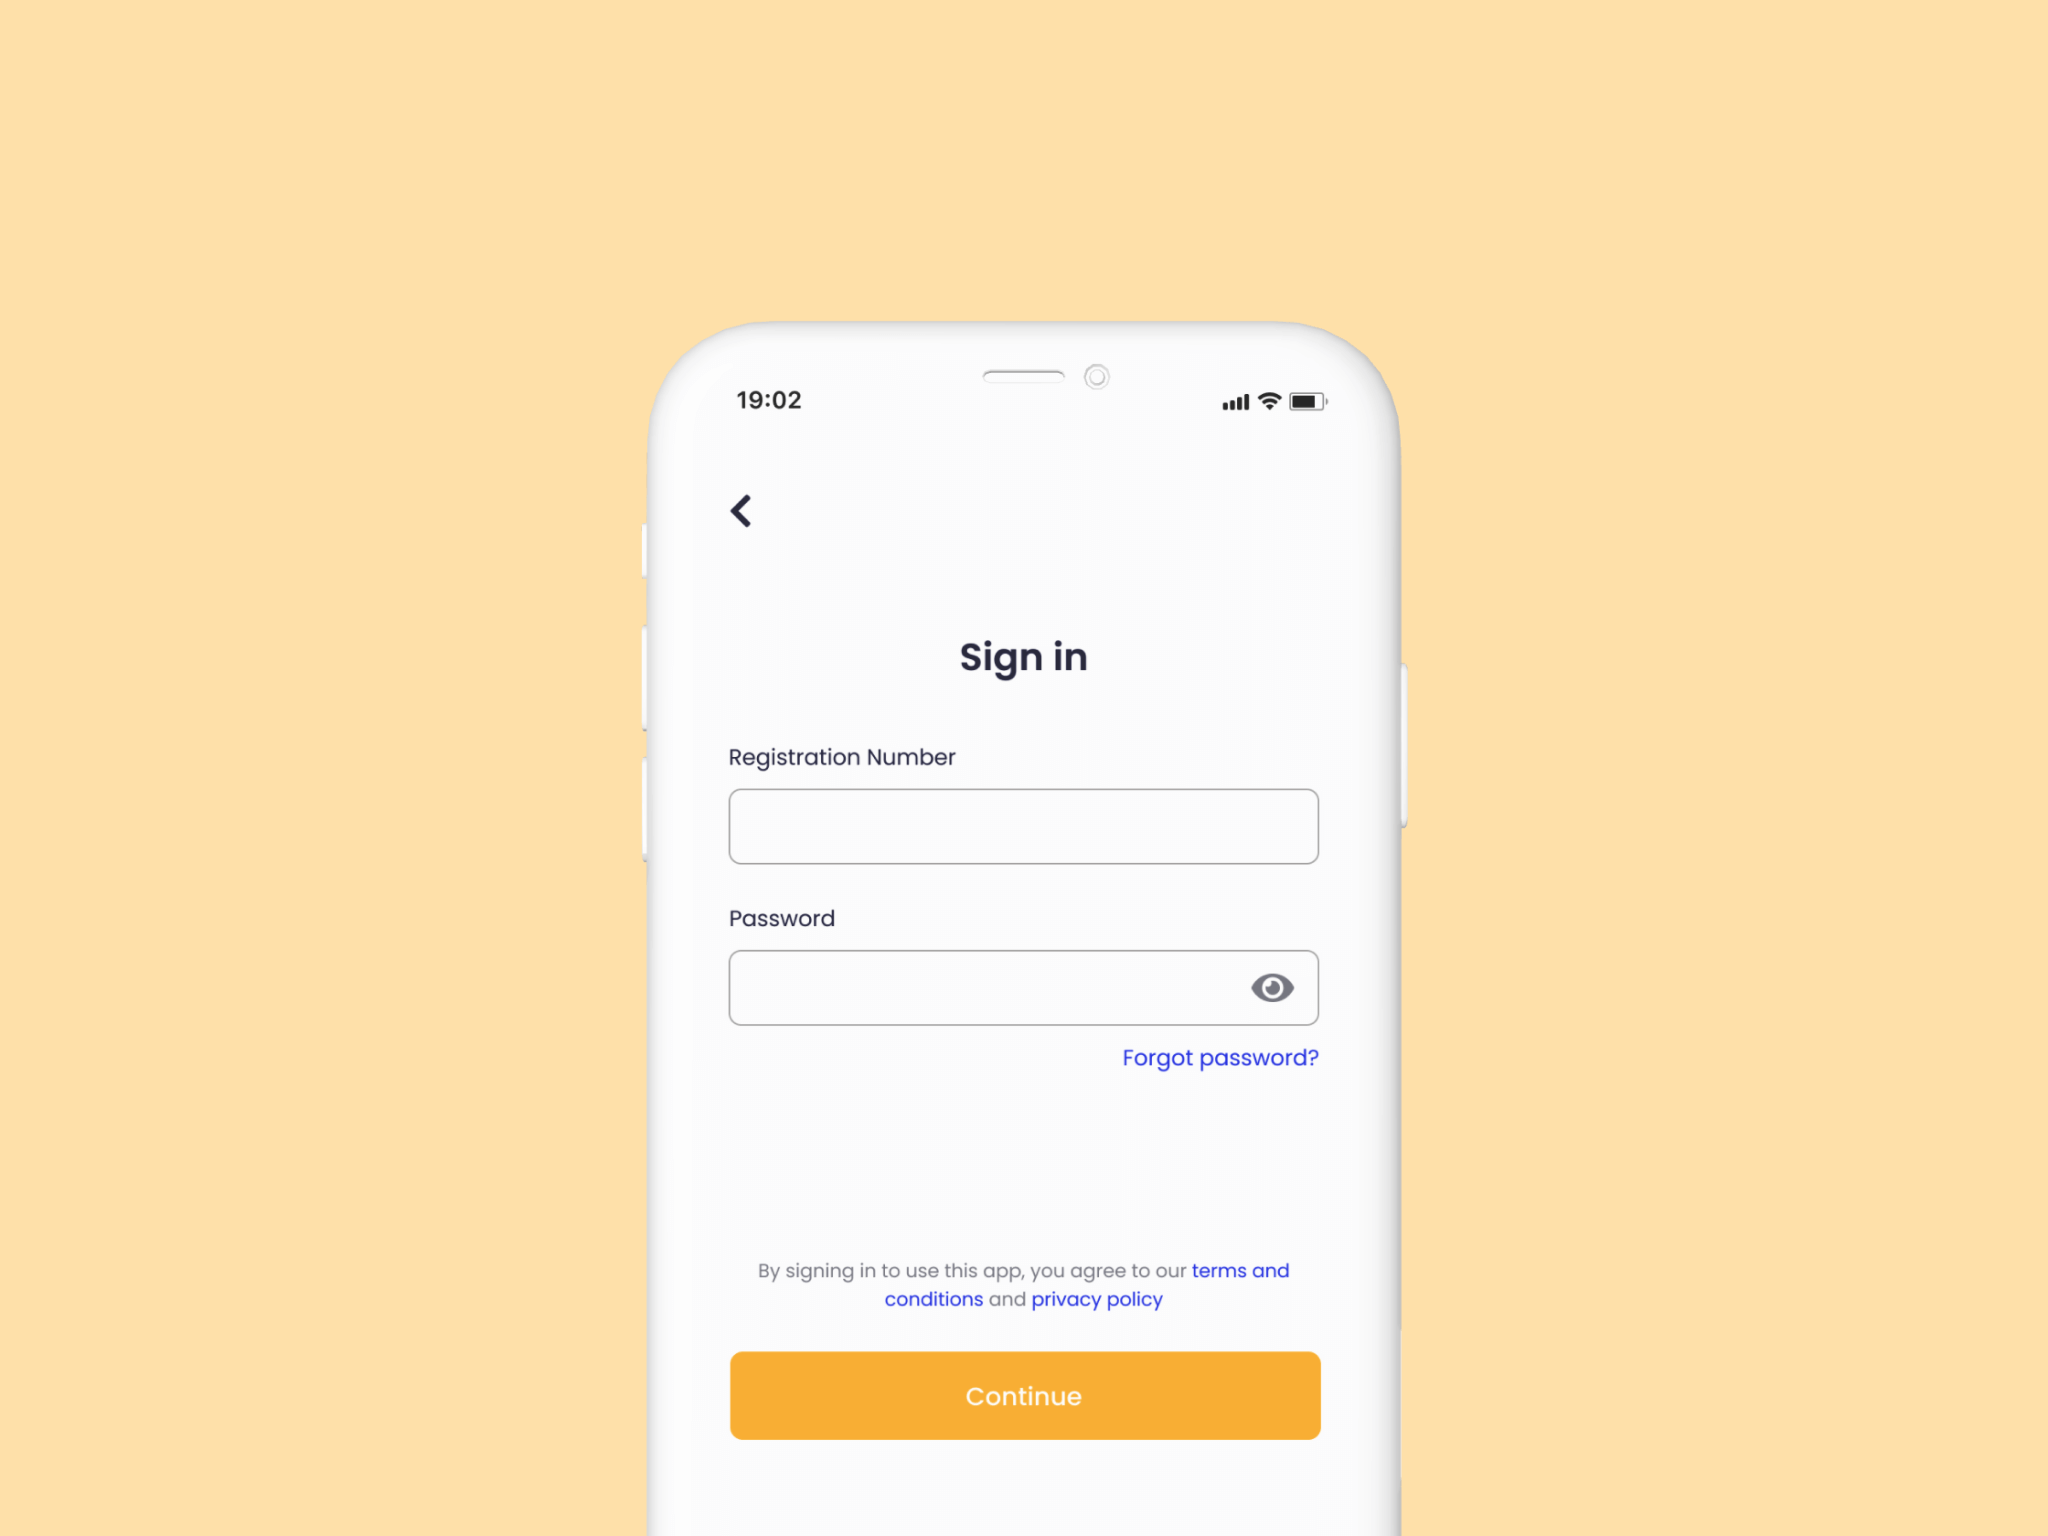 19:02
Sign in
Registration Number
Password
Forgot password?
By signing in to use this app, you agree to our terms and
conditions and privacy policy
Continue